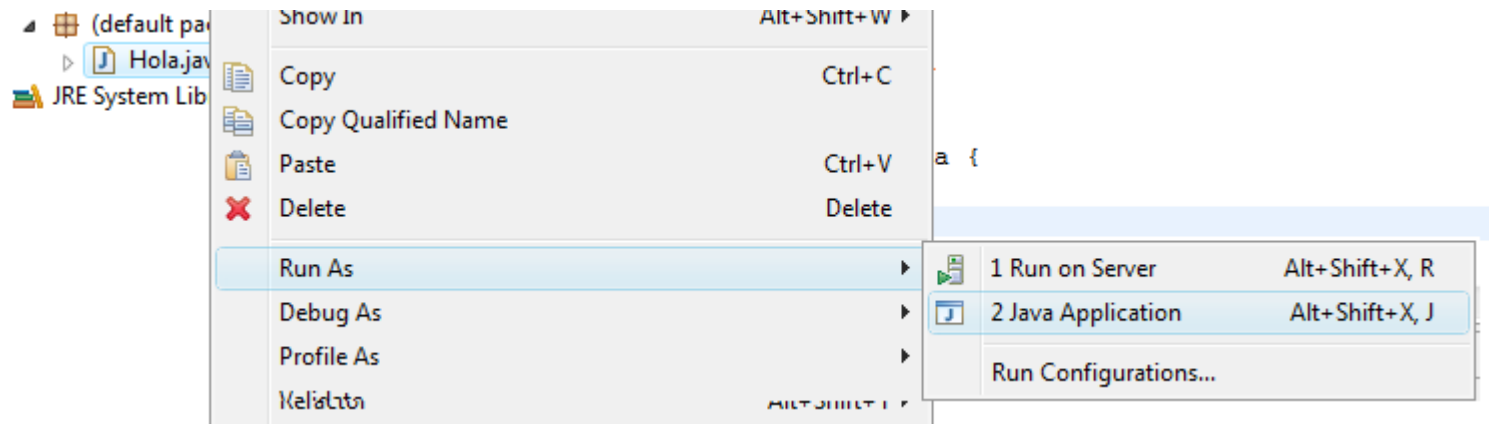 (default pa
Hola.jav
JRE System Lib
Show In Alt+Shift+W
Copy Ctrl+C
Copy Qualified Name
Paste Ctrl+V
Delete Delete
Run As
Debug As
Profile As
a {
1 Run on Server Alt+Shift+X, R
2 Java Application Alt+Shift+X, J
Run Configurations...